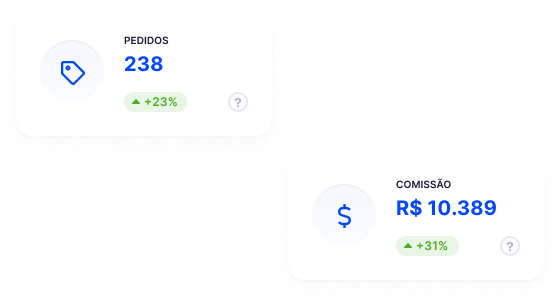 PEDIDOS
238
+23%
?
COMISSÃO
R$ 10.389
+31%
?